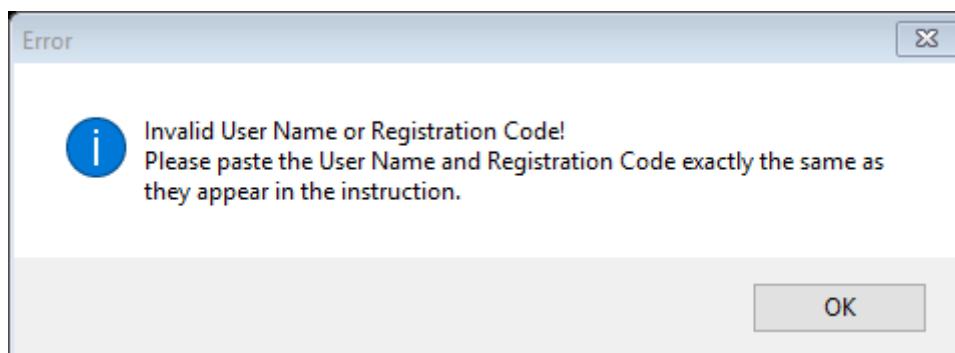 Error
Invalid User Name or Registration Code!
Please paste the User Name and Registration Code exactly the same as
they appear in the instruction.
OK